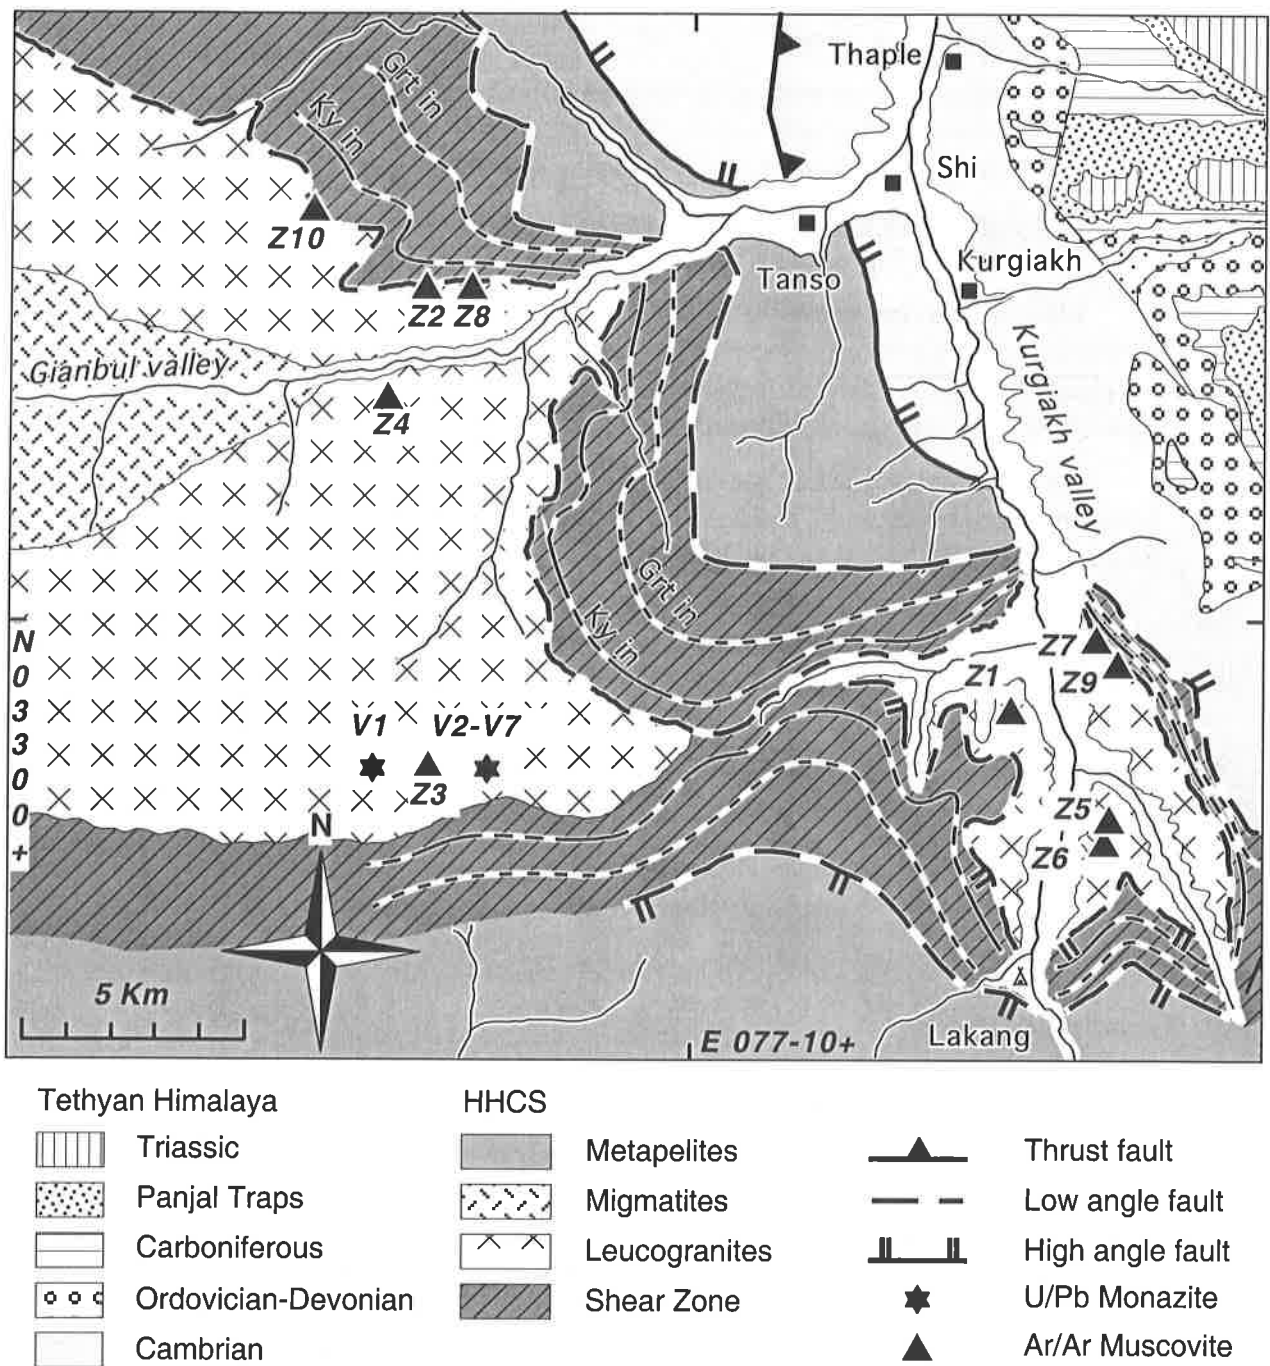 Thaple
Grt in
Ky in
Shi
Z10
Kurgiakh
Tanso
Z2 Z8
Gianbul valley
Kurgiakh valley
Z4
Grt in
Ky in
N 0 3 3 0 0 +
Z7
Z1
Z9
V1
V2-V7
Z3
Z5
N
Z6
5 Km
Lakang
E 077-10+
Tethyan Himalaya
Triassic
Panjal Traps
Carboniferous
Ordovician-Devonian
Cambrian
HHCS
Metapelites
Migmatites
Leucogranites
Shear Zone
Thrust fault
Low angle fault
High angle fault
U/Pb Monazite
Ar/Ar Muscovite